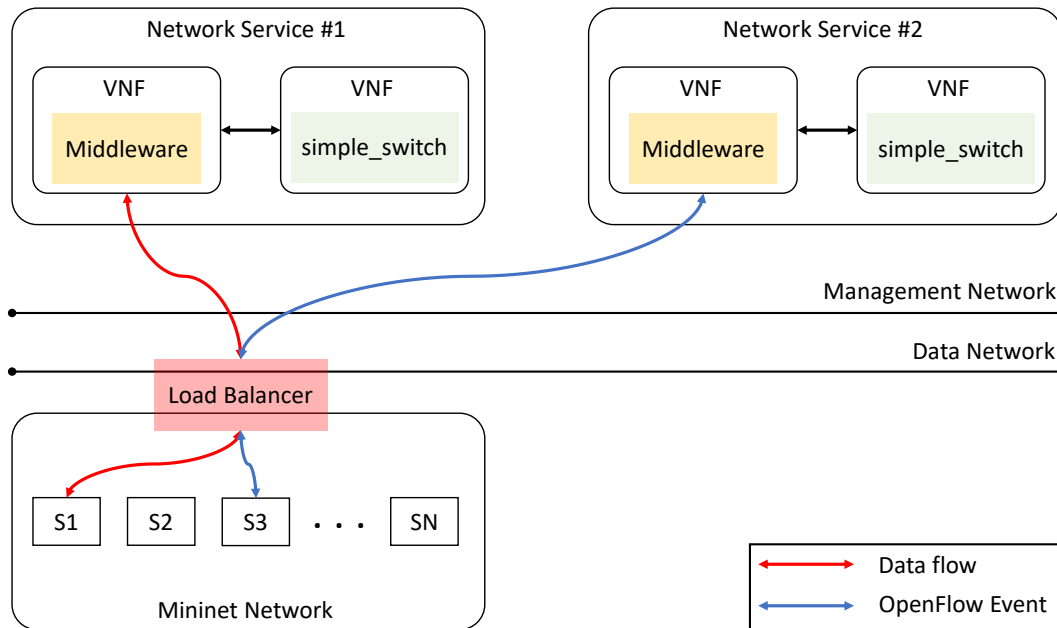 Network Service #1
VNF
Middleware
VNF
simple_switch
Network Service #2
VNF
Middleware
VNF
simple_switch
Management Network
Data Network
Load Balancer
S1
S2
S3
. . .
SN
Mininet Network
Data flow
OpenFlow Event